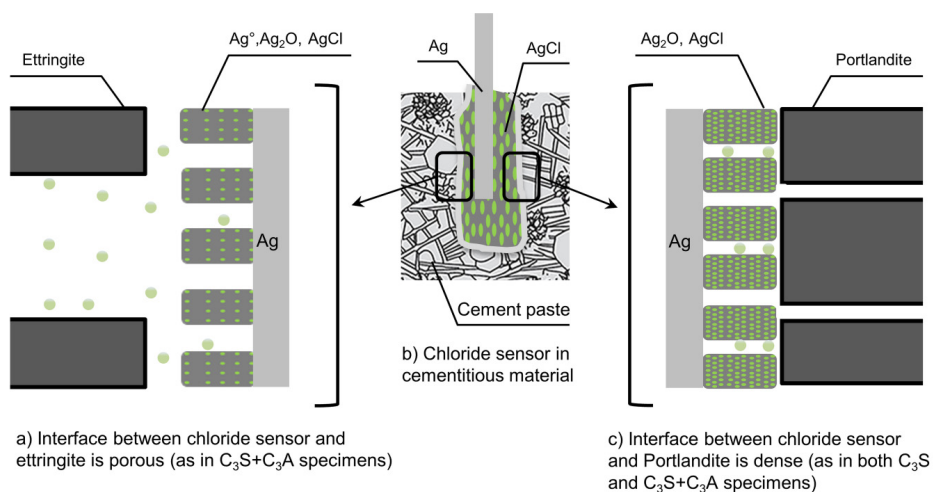 Ettringite
Ag°,Ag₂O, AgCl
Ag
AgCl
Ag₂O, AgCl
Portlandite
Ag
Ag
Cement paste
b) Chloride sensor in
cementitious material
a) Interface between chloride sensor and
ettringite is porous (as in C₃S+C₃A specimens)
c) Interface between chloride sensor
and Portlandite is dense (as in both C₃S
and C₃S+C₃A specimens)